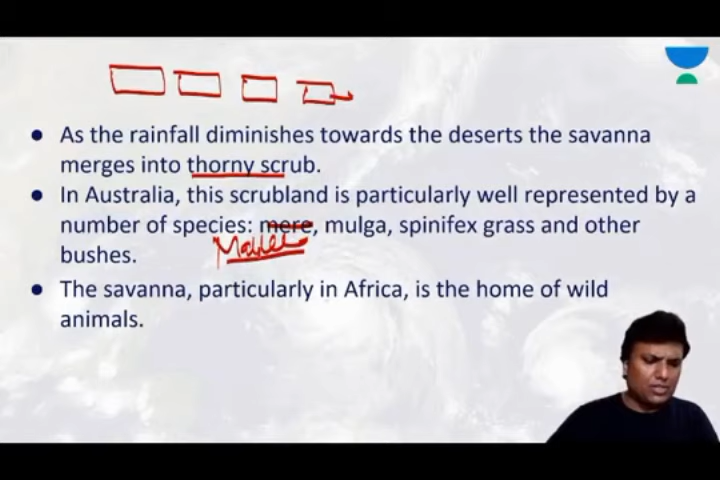 • As the rainfall diminishes towards the deserts the savanna
merges into thorny scrub.
• In Australia, this scrubland is particularly well represented by a
number of species: mere, mulga, spinifex grass and other
Mallee
bushes.
• The savanna, particularly in Africa, is the home of wild
animals.